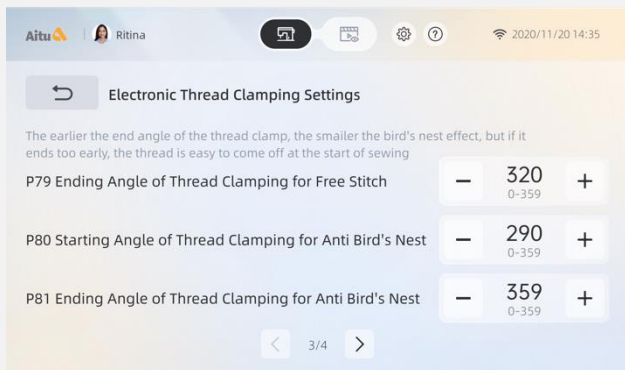 Aitu Ritina 2020/11/20 14:35
Electronic Thread Clamping Settings
The earlier the end angle of the thread clamp, the smailer the bird's nest effect, but if it
ends too early, the thread is easy to come off at the start of sewing
P79 Ending Angle of Thread Clamping for Free Stitch
− 320 +
0-359
P80 Starting Angle of Thread Clamping for Anti Bird's Nest
− 290 +
0-359
P81 Ending Angle of Thread Clamping for Anti Bird's Nest
− 359 +
0-359
< 3/4 >